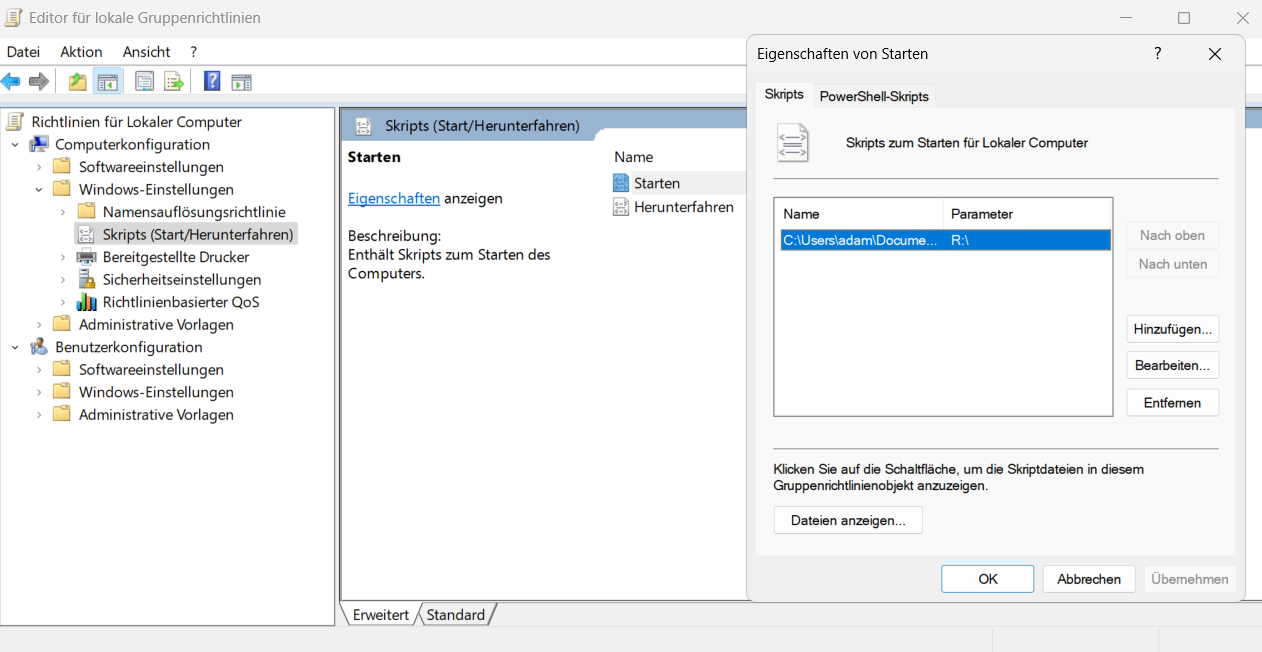 Editor für lokale Gruppenrichtlinien
Datei Aktion Ansicht ?
Richtlinien für Lokaler Computer
Computerkonfiguration
Softwareeinstellungen
Windows-Einstellungen
Namensauflösungsrichtlinie
Skripts (Start/Herunterfahren)
Bereitgestellte Drucker
Sicherheitseinstellungen
Richtlinienbasierter QoS
Administrative Vorlagen
Benutzerkonfiguration
Softwareeinstellungen
Windows-Einstellungen
Administrative Vorlagen
Skripts (Start/Herunterfahren)
Starten
Eigenschaften anzeigen
Beschreibung:
Enthält Skripts zum Starten des
Computers.
Name
Starten
Herunterfahren
Erweitert Standard
Eigenschaften von Starten
?
Skripts PowerShell-Skripts
Skripts zum Starten für Lokaler Computer
Name Parameter
C:\Users\adam\Docume... R:\
Nach oben
Nach unten
Hinzufügen...
Bearbeiten...
Entfernen
Klicken Sie auf die Schaltfläche, um die Skriptdateien in diesem
Gruppenrichtlinienobjekt anzuzeigen.
Dateien anzeigen...
OK Abbrechen Übernehmen